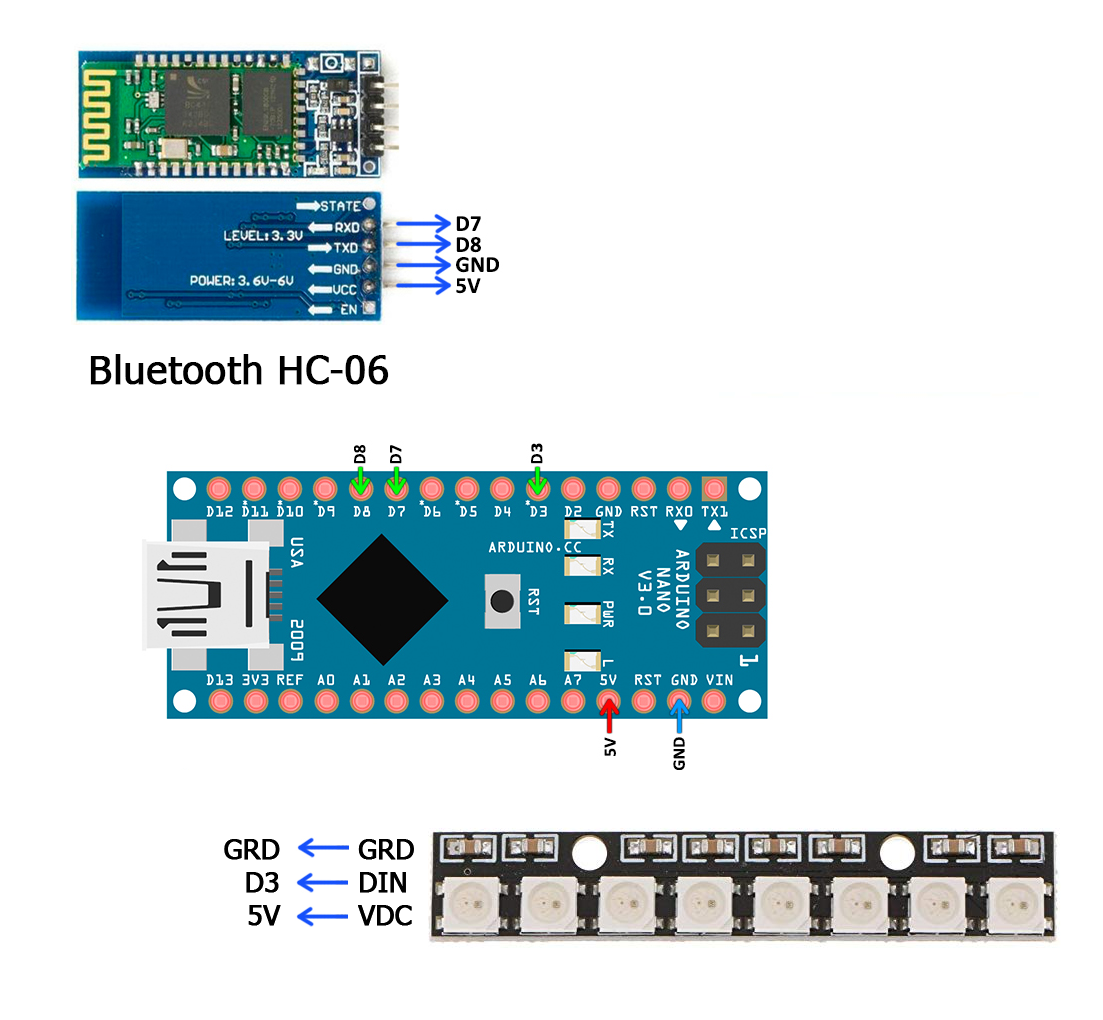 STATE
RXD D7
LEVEL:3.3V
TXD D8
GND GND
POWER:3.6V-6V
VCC 5V
EN
Bluetooth HC-06
D8 D7 D3
D12 *D11 *D10 *D9 D8 D7 *D6 *D5 D4 *D3 D2 GND RST RX0 TX1
ICSP
TX
ARDUINO.CC
RX
USA
ARDUINO
NANO
V3.0
RST
PWR
2009
L
1
D13 3V3 REF A0 A1 A2 A3 A4 A5 A6 A7 5V RST GND VIN
5V GND
GRD GRD
D3 DIN
5V VDC